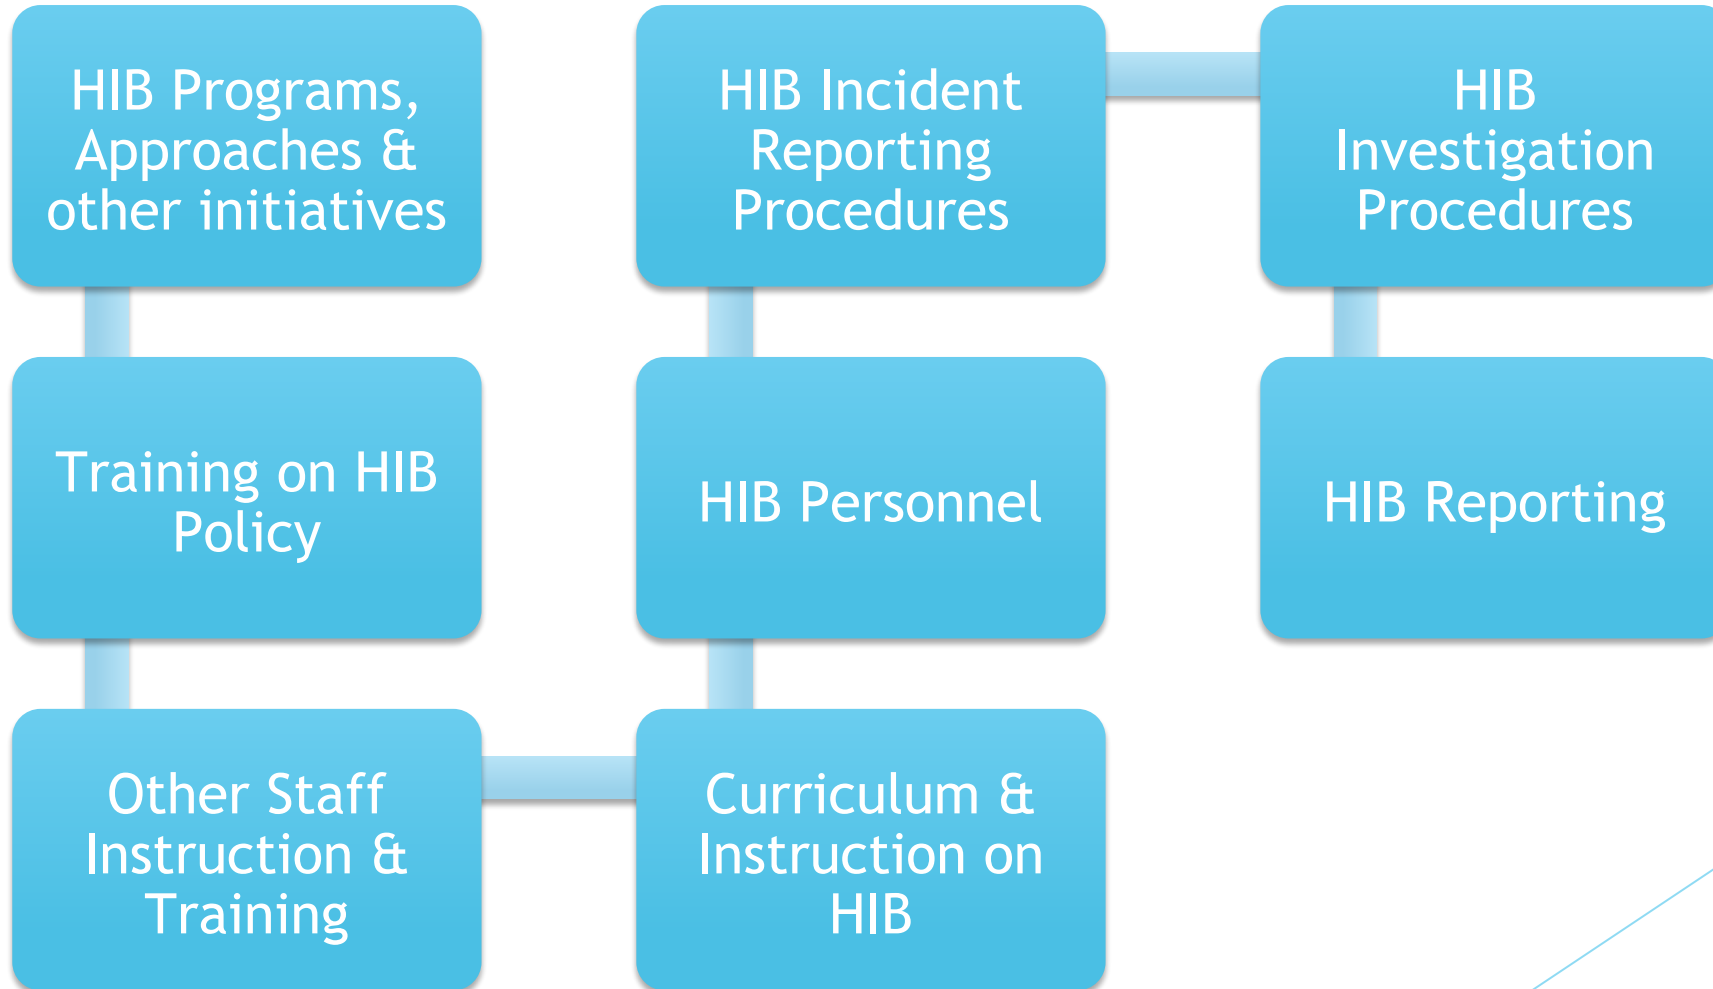 HIB Programs,
Approaches &
other initiatives
Training on HIB
Policy
Other Staff
Instruction &
Training
Curriculum &
Instruction on
HIB
HIB Personnel
HIB Incident
Reporting
Procedures
HIB
Investigation
Procedures
HIB Reporting